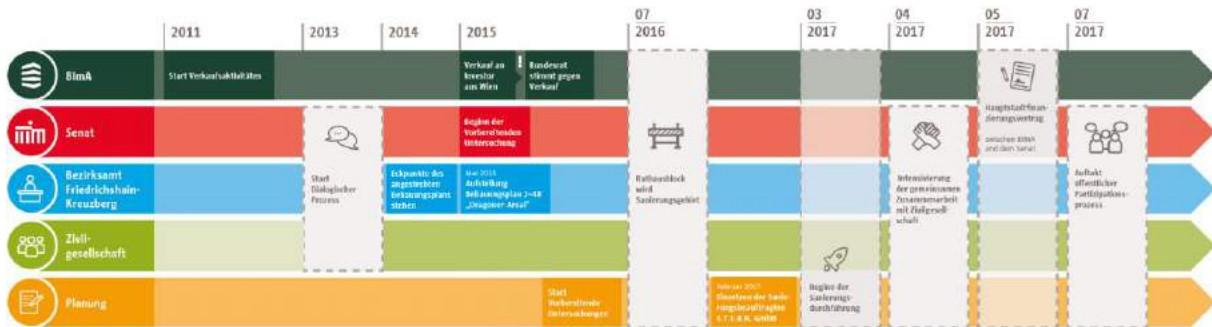 2011
2013
2014
2015
07
2016
03
2017
04
2017
05
2017
07
2017
BImA
Start Verkaufsaktivitäten
Verkauf an
Investor
aus Wien
!
Bundesrat
stimmt gegen
Verkauf
Hauptstadtfinan-
zierungsvertrag
zwischen BImA
und dem Senat
Senat
Start
Dialogischer
Prozess
Beginn der
Vorbereitenden
Untersuchung
Rathausblock
wird
Sanierungsgebiet
Intensivierung
der gemeinsamen
Zusammenarbeit
mit Zivilgesell-
schaft
Auftakt
öffentlicher
Partizipations-
prozess
Bezirksamt
Friedrichshain-
Kreuzberg
Eckpunkte des
angestrebten
Bebauungsplans
stehen
Aufstellung
Bebauungsplan 2-48
„Dragoner-Areal"
Zivil-
gesellschaft
Planung
Start
Vorbereitende
Untersuchungen
Februar 2017
Einsetzen der Sanie-
rungsbeauftragten
S.T.E.R.N. GmbH
Beginn der
Sanierungs-
durchführung